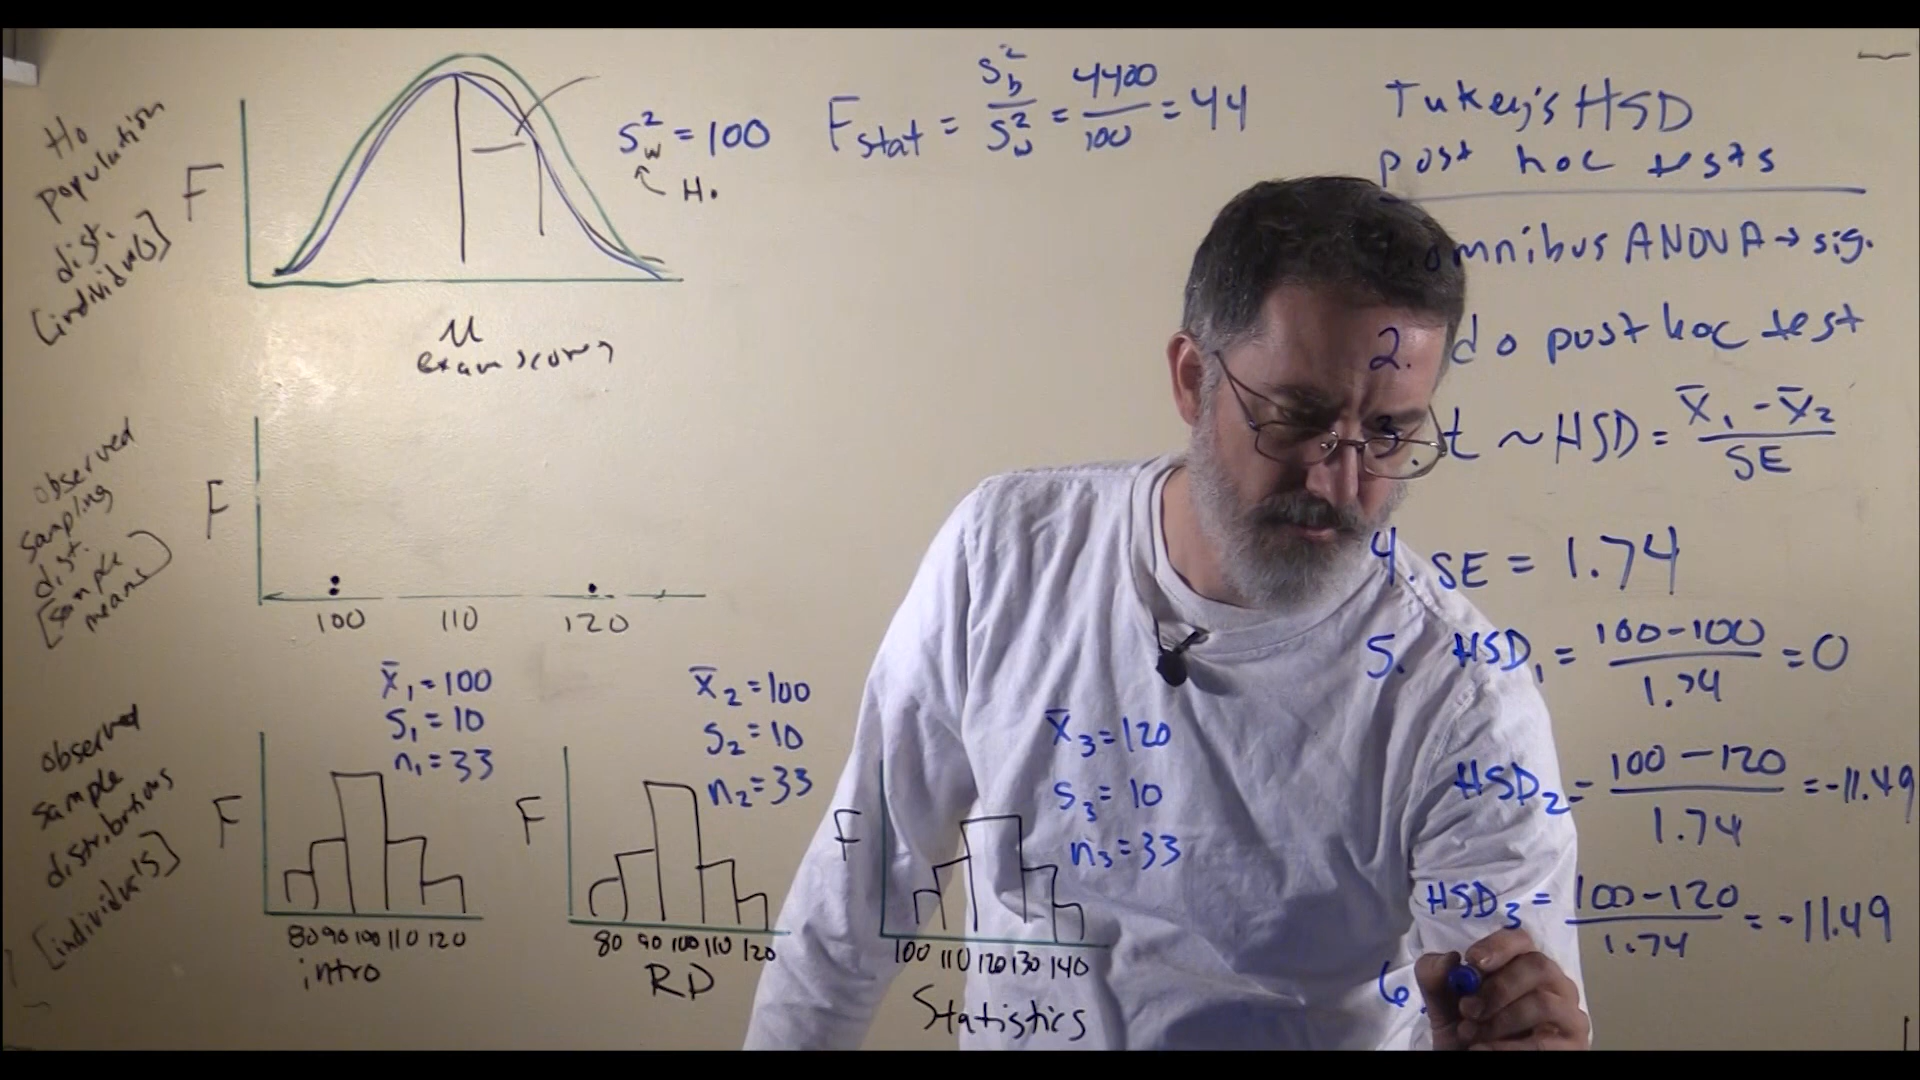 Ho
population
dist.
[individuals]
F
μ
exam scores
S²w = 100
H₀
Fstat = S²b / S²w = 4400 / 100 = 44
observed
sampling
dist.
[sample
means]
F
100 110 120
observed
sample
distributions
[individuals]
F
X̄₁ = 100
S₁ = 10
n₁ = 33
80 90 100 110 120
intro
F
X̄₂ = 100
S₂ = 10
n₂ = 33
80 90 100 110 120
RD
F
X̄₃ = 120
S₃ = 10
n₃ = 33
100 110 120 130 140
Statistics
Tukey's HSD
post hoc tests
1. omnibus ANOVA → sig.
2. do post hoc test
3. t ~ HSD = X̄₁ - X̄₂ / SE
4. SE = 1.74
5. HSD₁ = 100 - 100 / 1.74 = 0
HSD₂ = 100 - 120 / 1.74 = -11.49
HSD₃ = 100 - 120 / 1.74 = -11.49
6.